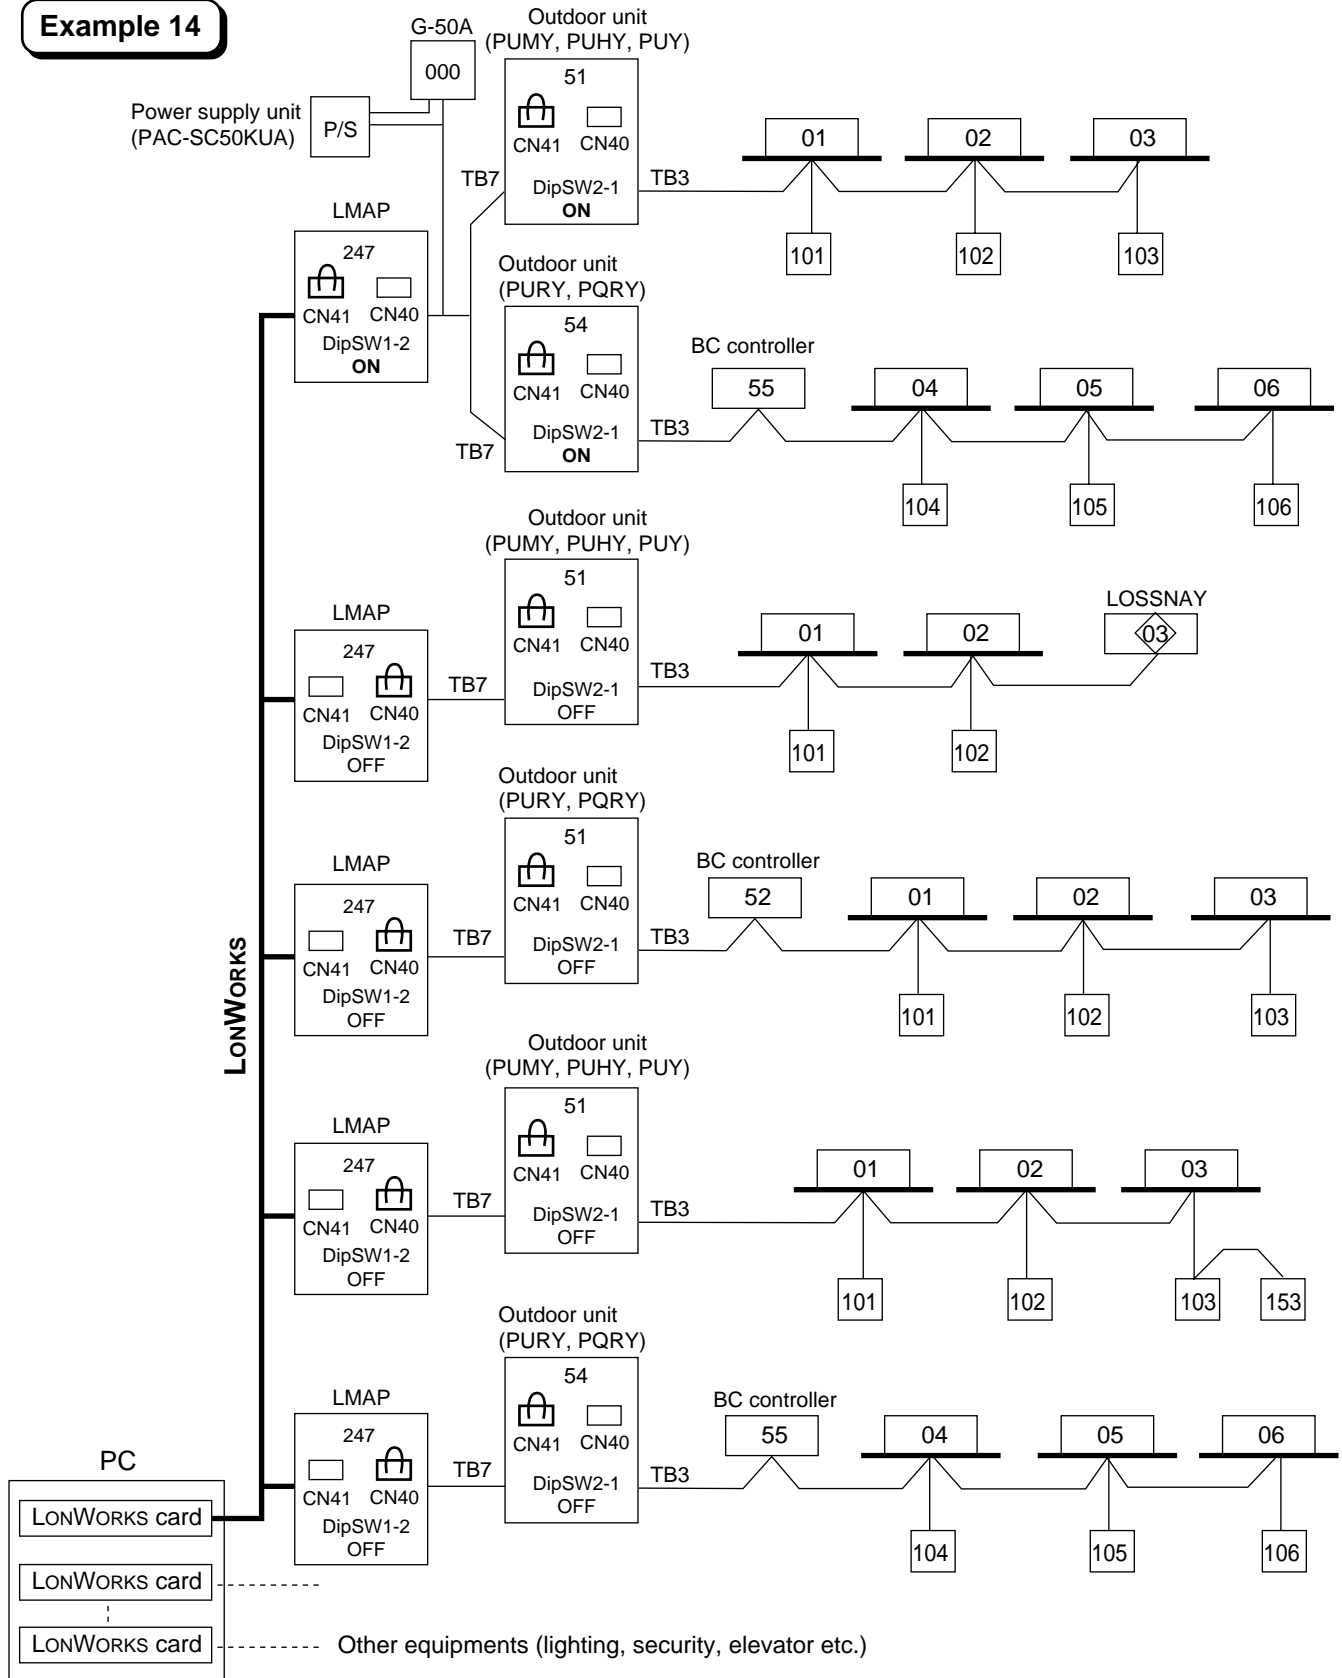 Example 14
G-50A
000
Power supply unit
(PAC-SC50KUA)
P/S
Outdoor unit
(PUMY, PUHY, PUY)
51
CN41 CN40
DipSW2-1
ON
TB7
TB3
01 02 03
101 102 103
LMAP
247
CN41 CN40
DipSW1-2
ON
Outdoor unit
(PURY, PQRY)
54
CN41 CN40
DipSW2-1
ON
TB7
TB3
BC controller
55 04 05 06
104 105 106
LMAP
247
CN41 CN40
DipSW1-2
OFF
TB7
Outdoor unit
(PUMY, PUHY, PUY)
51
CN41 CN40
DipSW2-1
OFF
TB3
LOSSNAY
01 02 03
101 102
LONWORKS
LMAP
247
CN41 CN40
DipSW1-2
OFF
TB7
Outdoor unit
(PURY, PQRY)
51
CN41 CN40
DipSW2-1
OFF
TB3
BC controller
52 01 02 03
101 102 103
LMAP
247
CN41 CN40
DipSW1-2
OFF
TB7
Outdoor unit
(PUMY, PUHY, PUY)
51
CN41 CN40
DipSW2-1
OFF
TB3
01 02 03
101 102 103 153
LMAP
247
CN41 CN40
DipSW1-2
OFF
TB7
Outdoor unit
(PURY, PQRY)
54
CN41 CN40
DipSW2-1
OFF
TB3
BC controller
55 04 05 06
104 105 106
PC
LONWORKS card
LONWORKS card
LONWORKS card
Other equipments (lighting, security, elevator etc.)